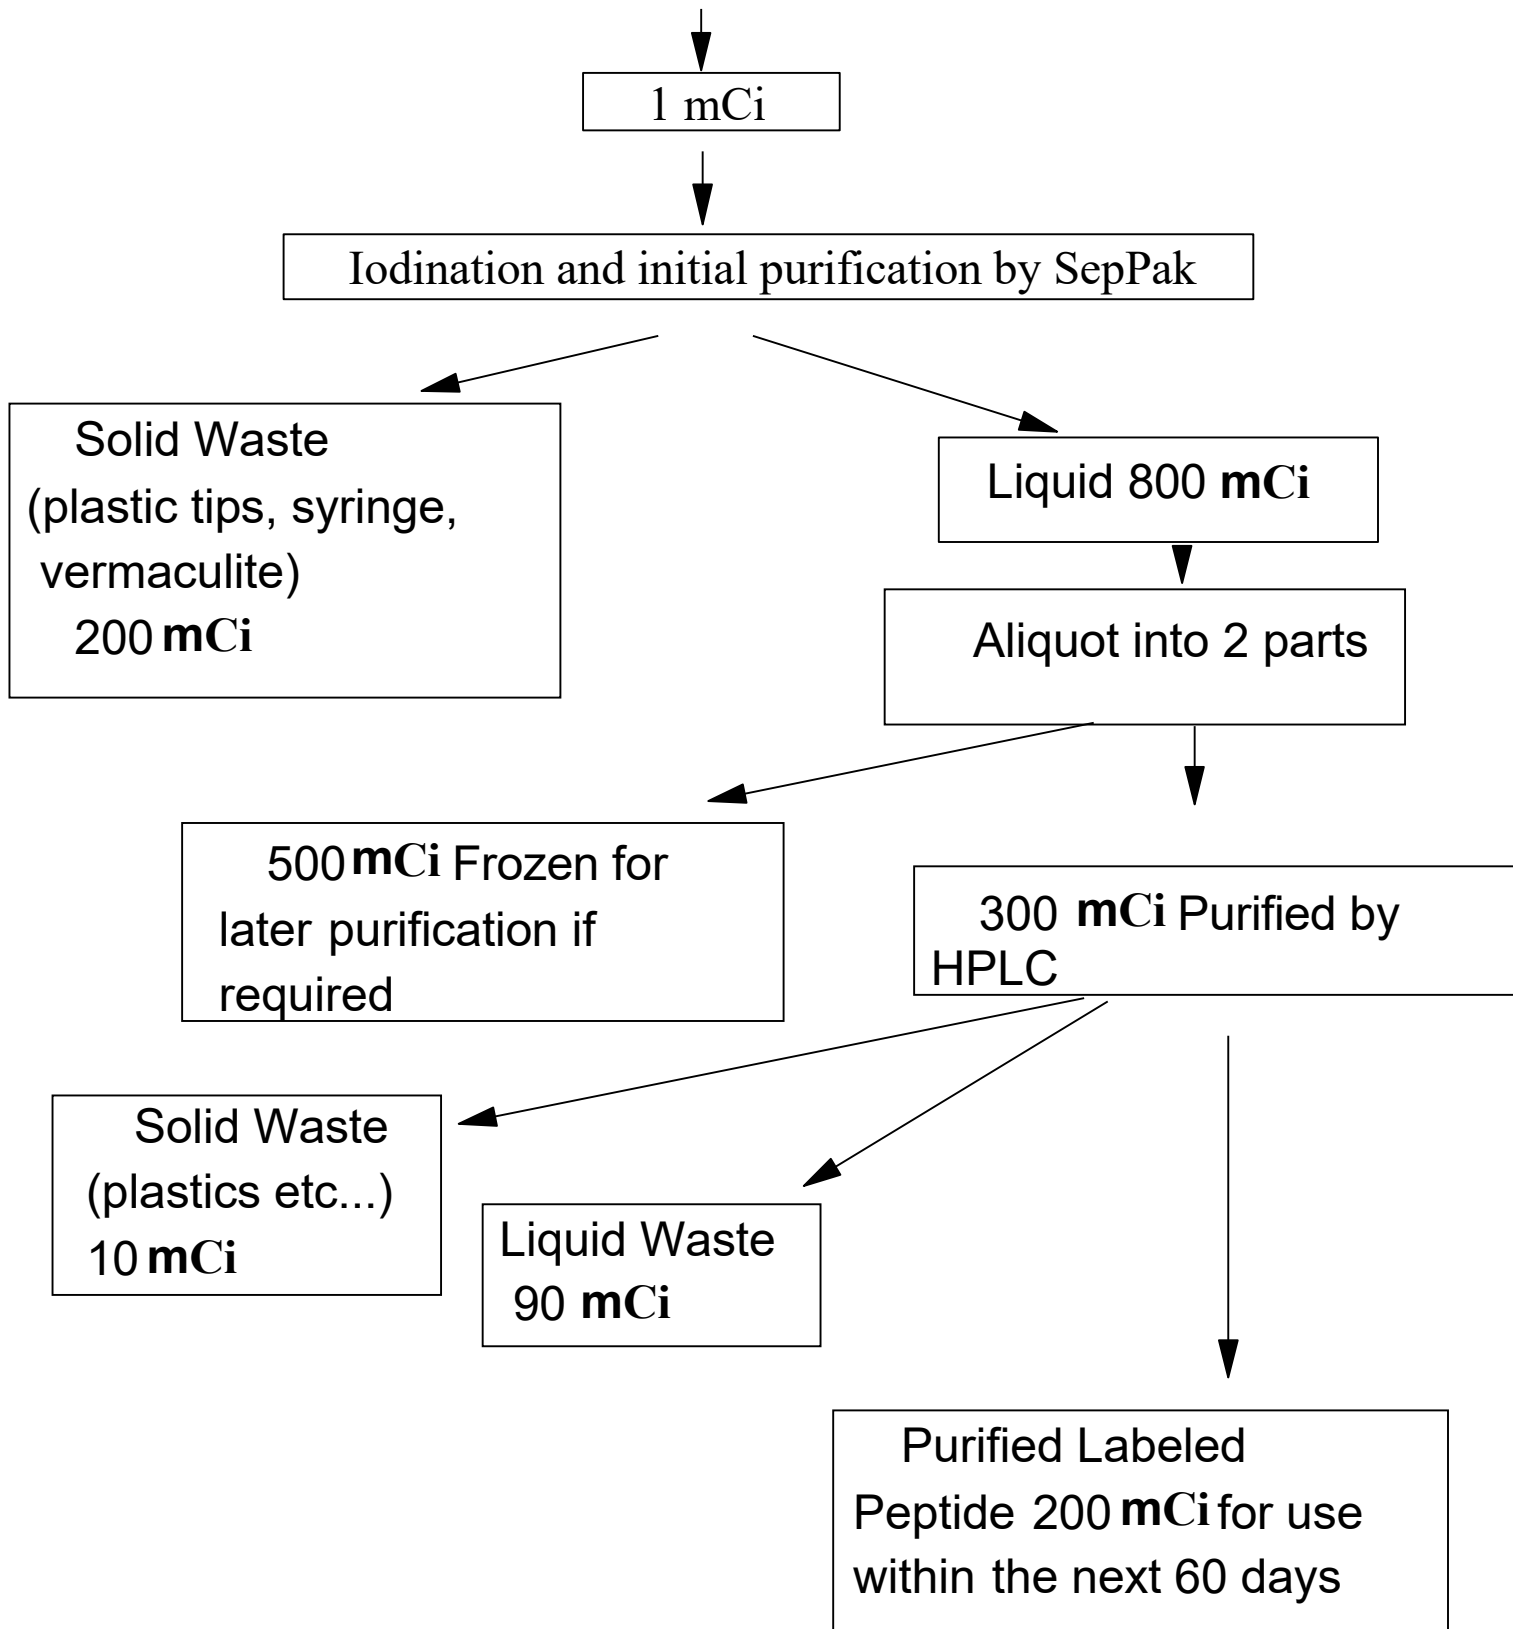 1 mCi
Iodination and initial purification by SepPak
Solid Waste
(plastic tips, syringe,
vermaculite)
200 mCi
Liquid 800 mCi
Aliquot into 2 parts
500 mCi Frozen for
later purification if
required
300 mCi Purified by
HPLC
Solid Waste
(plastics etc...)
10 mCi
Liquid Waste
90 mCi
Purified Labeled
Peptide 200 mCi for use
within the next 60 days